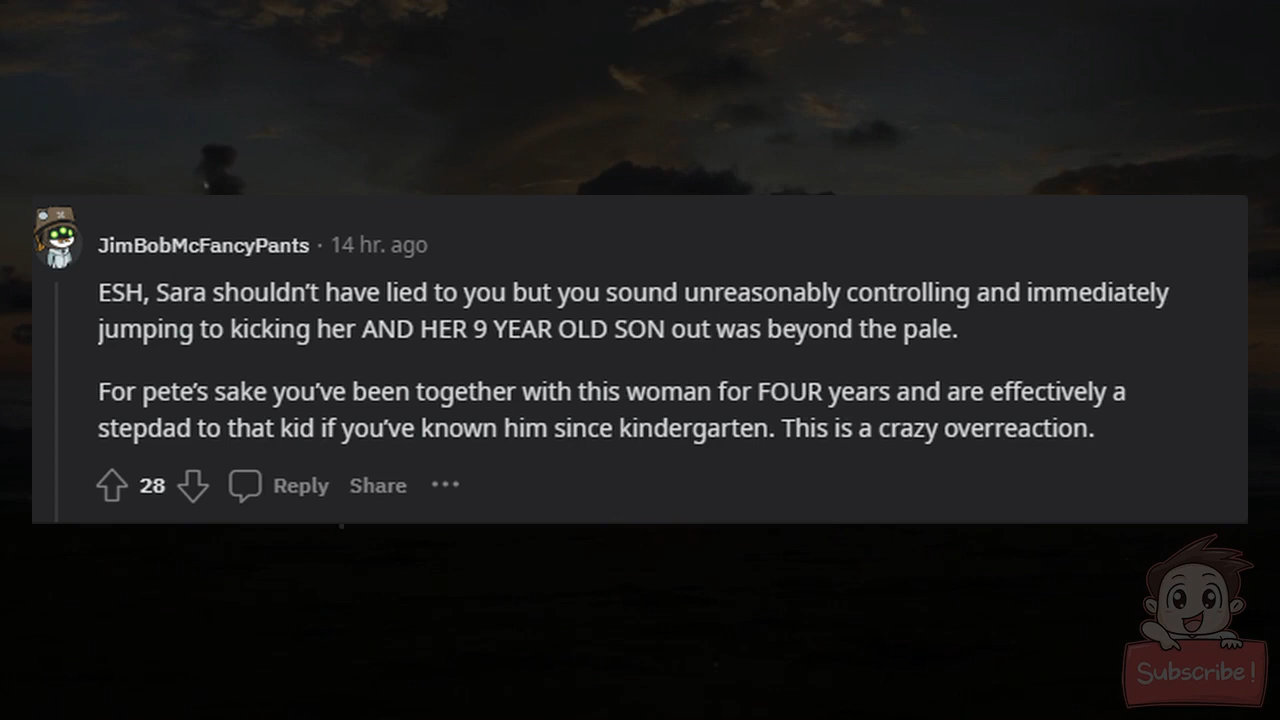 JimBobMcFancyPants · 14 hr. ago
ESH, Sara shouldn’t have lied to you but you sound unreasonably controlling and immediately
jumping to kicking her AND HER 9 YEAR OLD SON out was beyond the pale.
For pete’s sake you’ve been together with this woman for FOUR years and are effectively a
stepdad to that kid if you’ve known him since kindergarten. This is a crazy overreaction.
28 Reply Share •••
Subscribe!